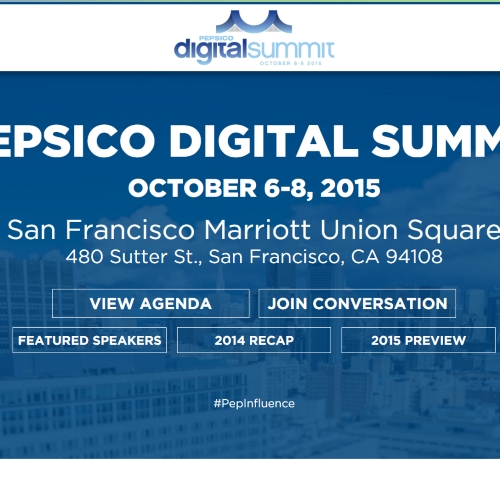 PEPSICO
digitalsummit
OCTOBER 6-8 2015
EPSICO DIGITAL SUMM
OCTOBER 6-8, 2015
San Francisco Marriott Union Square
480 Sutter St., San Francisco, CA 94108
VIEW AGENDA JOIN CONVERSATION
FEATURED SPEAKERS 2014 RECAP 2015 PREVIEW
#PepInfluence